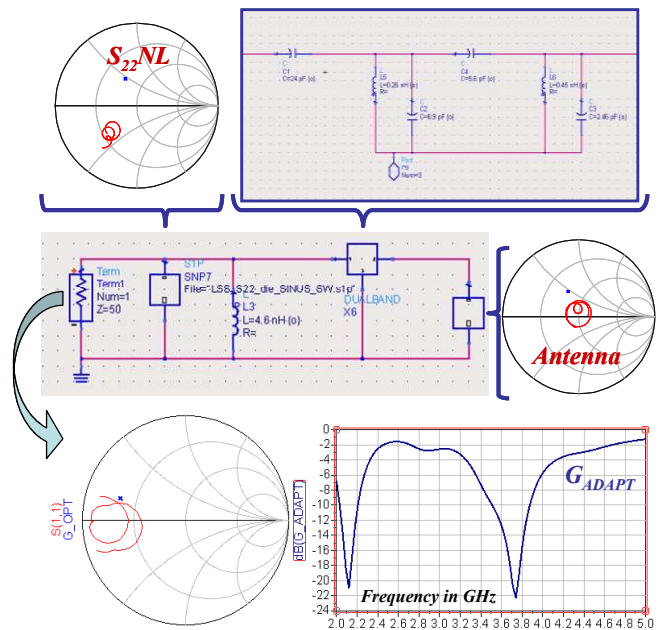 S22NL
C
C1
C=24 pF {o}
L
L5
L=0.26 nH {o}
R=
C
C2
C=6.9 pF {o}
C
C4
C=5.6 pF {o}
L
L6
L=0.45 nH {o}
R=
C
C3
C=2.46 pF {o}
Port
Num=3
Term
Term1
Num=1
Z=50
S1P
SNP7
File="LSS_S22_die_SINUS_SW.s1p"
L
L3
L=4.6 nH {o}
R=
DUALBAND
X6
Antenna
S(1,1)
G_OPT
dB(G_ADAPT)
0
-2
-4
-6
-8
-10
-12
-14
-16
-18
-20
-22
-24
GADAPT
Frequency in GHz
2.0 2.2 2.4 2.6 2.8 3.0 3.2 3.4 3.6 3.8 4.0 4.2 4.4 4.6 4.8 5.0